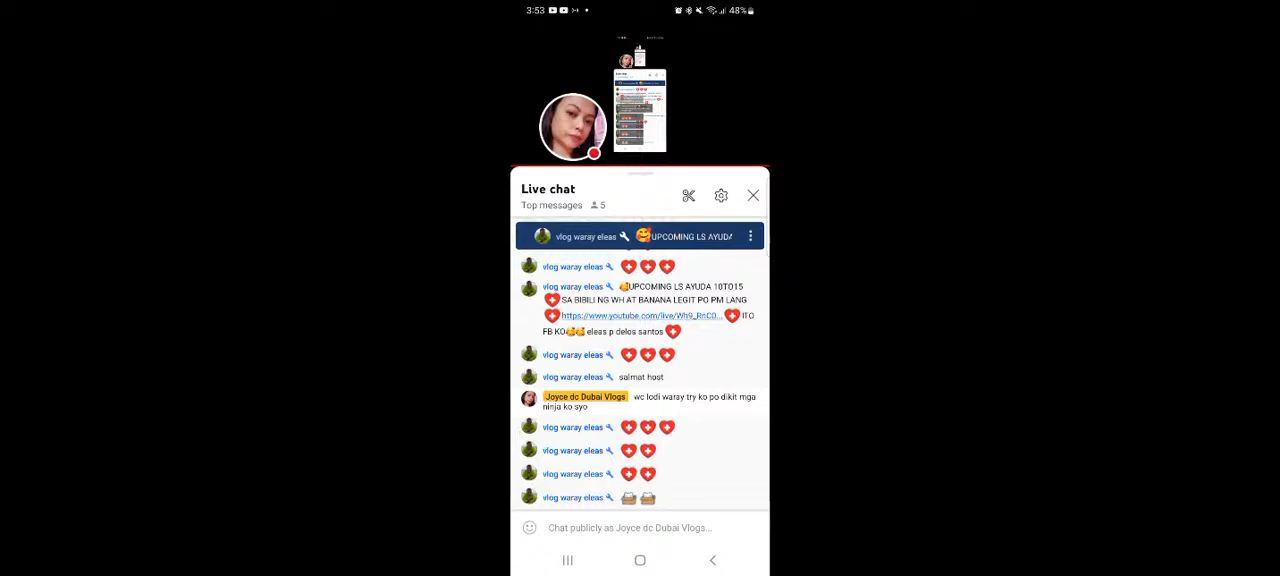 3:53
48%
Live chat
Top messages 5
vlog waray eleas UPCOMING LS AYUDA
vlog waray eleas
vlog waray eleas UPCOMING LS AYUDA 10TO15
SA BIBILI NG WH AT BANANA LEGIT PO PM LANG
https://www.youtube.com/live/Wh9_RnC0... ITO
FB KO eleas p delos santos
vlog waray eleas
vlog waray eleas salmat host
Joyce dc Dubai Vlogs wc lodi waray try ko po dikit mga
ninja ko syo
vlog waray eleas
vlog waray eleas
vlog waray eleas
vlog waray eleas
Chat publicly as Joyce dc Dubai Vlogs...